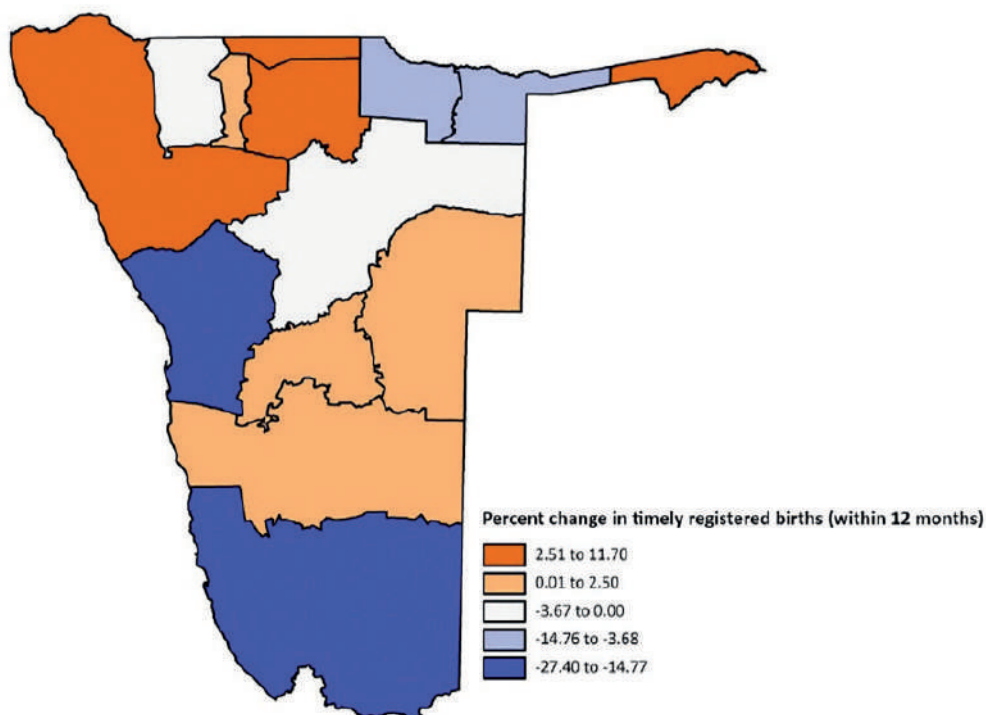 Percent change in timely registered births (within 12 months)
2.51 to 11.70
0.01 to 2.50
-3.67 to 0.00
-14.76 to -3.68
-27.40 to -14.77